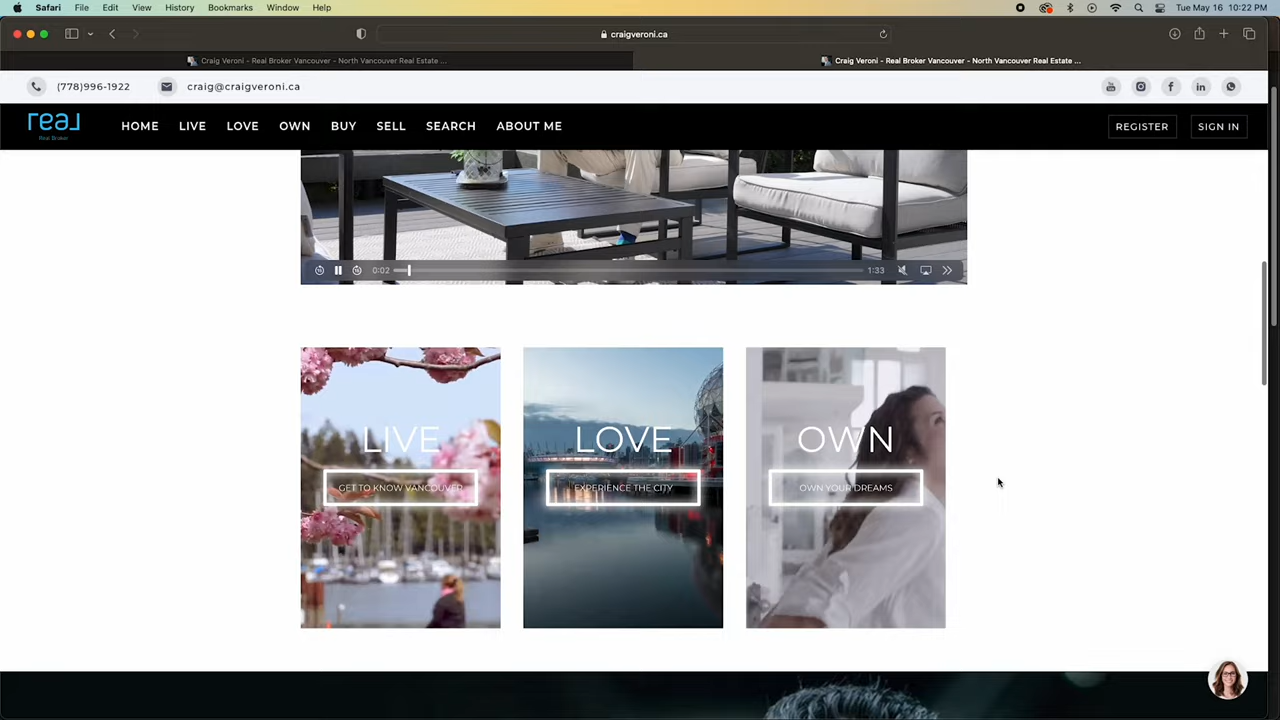 Safari File Edit View History Bookmarks Window Help Tue May 16 10:22 PM
craigveroni.ca
Craig Veroni - Real Broker Vancouver - North Vancouver Real Estate ... Craig Veroni - Real Broker Vancouver - North Vancouver Real Estate ...
(778)996-1922 craig@craigveroni.ca
real
Real Broker
HOME LIVE LOVE OWN BUY SELL SEARCH ABOUT ME REGISTER SIGN IN
0:02 1:33
LIVE LOVE OWN
GET TO KNOW VANCOUVER EXPERIENCE THE CITY OWN YOUR DREAMS